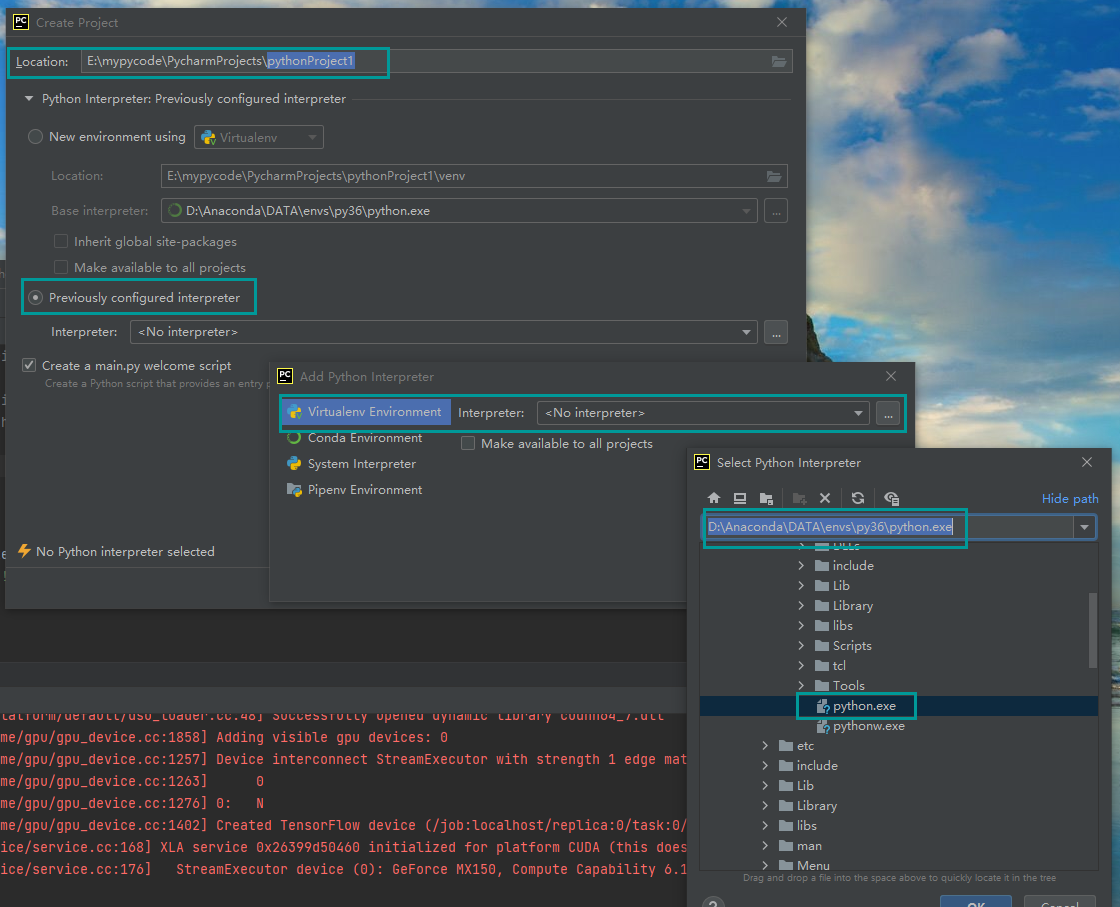 PC Create Project
Location: E:\mypycode\PycharmProjects\pythonProject1
Python Interpreter: Previously configured interpreter
New environment using Virtualenv
Location: E:\mypycode\PycharmProjects\pythonProject1\venv
Base interpreter: D:\Anaconda\DATA\envs\py36\python.exe ...
Inherit global site-packages
Make available to all projects
Previously configured interpreter
Interpreter: <No interpreter> ...
Create a main.py welcome script
Create a Python script that provides an entry
No Python interpreter selected
PC Add Python Interpreter
Virtualenv Environment Interpreter: <No interpreter> ...
Conda Environment Make available to all projects
System Interpreter
Pipenv Environment
PC Select Python Interpreter
Hide path
D:\Anaconda\DATA\envs\py36\python.exe
DLLs
include
Lib
Library
libs
Scripts
tcl
Tools
python.exe
pythonw.exe
etc
include
Lib
Library
libs
man
Menu
Drag and drop a file into the space above to quickly locate it in the tree
? OK Cancel
latform/default/dso_loader.cc:48] Successfully opened dynamic library cudnn64_7.dll
me/gpu/gpu_device.cc:1858] Adding visible gpu devices: 0
me/gpu/gpu_device.cc:1257] Device interconnect StreamExecutor with strength 1 edge mat
me/gpu/gpu_device.cc:1263] 0
me/gpu/gpu_device.cc:1276] 0: N
me/gpu/gpu_device.cc:1402] Created TensorFlow device (/job:localhost/replica:0/task:0/
ice/service.cc:168] XLA service 0x26399d50460 initialized for platform CUDA (this does
ice/service.cc:176] StreamExecutor device (0): GeForce MX150, Compute Capability 6.1